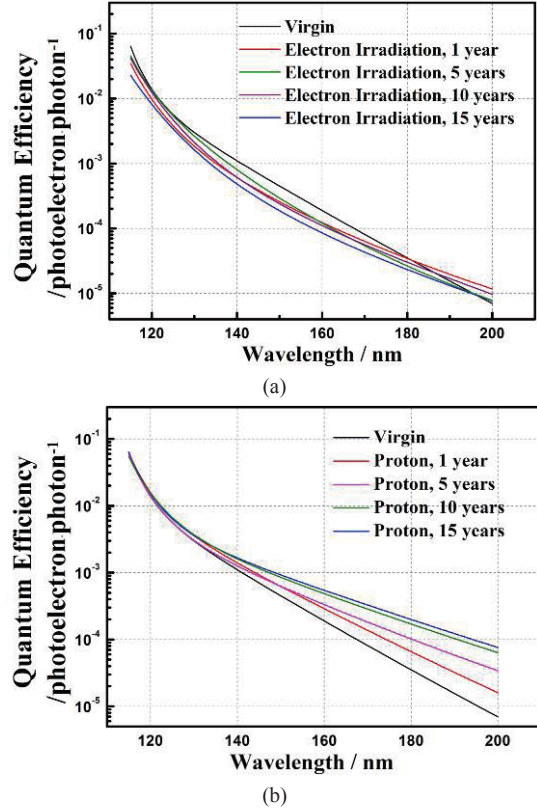 Virgin
Electron Irradiation, 1 year
Electron Irradiation, 5 years
Electron Irradiation, 10 years
Electron Irradiation, 15 years
Quantum Efficiency
/photoelectron·photon⁻¹
10⁻¹
10⁻²
10⁻³
10⁻⁴
10⁻⁵
120 140 160 180 200
Wavelength / nm
(a)
Virgin
Proton, 1 year
Proton, 5 years
Proton, 10 years
Proton, 15 years
Quantum Efficiency
/photoelectron·photon⁻¹
10⁻¹
10⁻²
10⁻³
10⁻⁴
10⁻⁵
120 140 160 180 200
Wavelength / nm
(b)